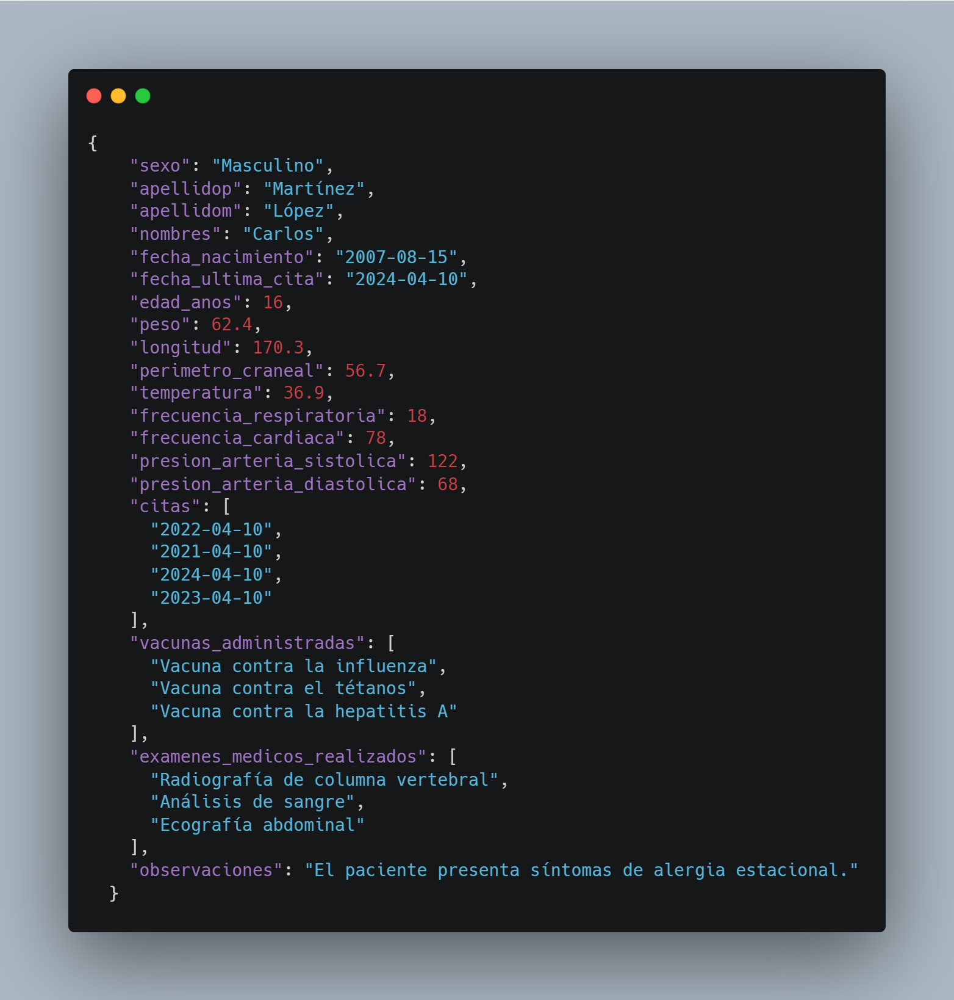 {
    "sexo": "Masculino",
    "apellidop": "Martínez",
    "apellidom": "López",
    "nombres": "Carlos",
    "fecha_nacimiento": "2007-08-15",
    "fecha_ultima_cita": "2024-04-10",
    "edad_anos": 16,
    "peso": 62.4,
    "longitud": 170.3,
    "perimetro_craneal": 56.7,
    "temperatura": 36.9,
    "frecuencia_respiratoria": 18,
    "frecuencia_cardiaca": 78,
    "presion_arteria_sistolica": 122,
    "presion_arteria_diastolica": 68,
    "citas": [
      "2022-04-10",
      "2021-04-10",
      "2024-04-10",
      "2023-04-10"
    ],
    "vacunas_administradas": [
      "Vacuna contra la influenza",
      "Vacuna contra el tétanos",
      "Vacuna contra la hepatitis A"
    ],
    "examenes_medicos_realizados": [
      "Radiografía de columna vertebral",
      "Análisis de sangre",
      "Ecografía abdominal"
    ],
    "observaciones": "El paciente presenta síntomas de alergia estacional."
  }